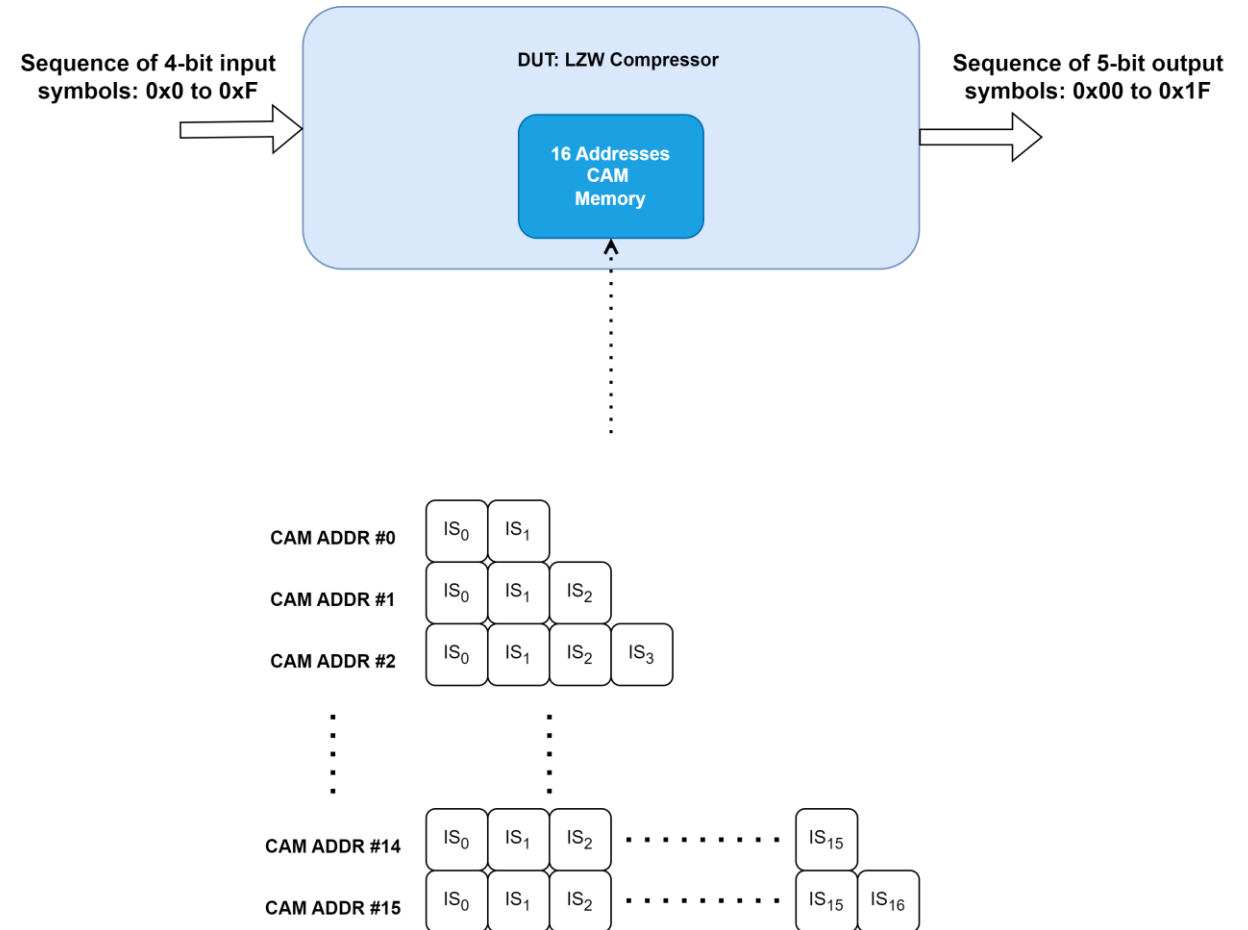 Sequence of 4-bit input
symbols: 0x0 to 0xF
DUT: LZW Compressor
16 Addresses
CAM
Memory
Sequence of 5-bit output
symbols: 0x00 to 0x1F
CAM ADDR #0 IS₀ IS₁
CAM ADDR #1 IS₀ IS₁ IS₂
CAM ADDR #2 IS₀ IS₁ IS₂ IS₃
CAM ADDR #14 IS₀ IS₁ IS₂ IS₁₅
CAM ADDR #15 IS₀ IS₁ IS₂ IS₁₅ IS₁₆